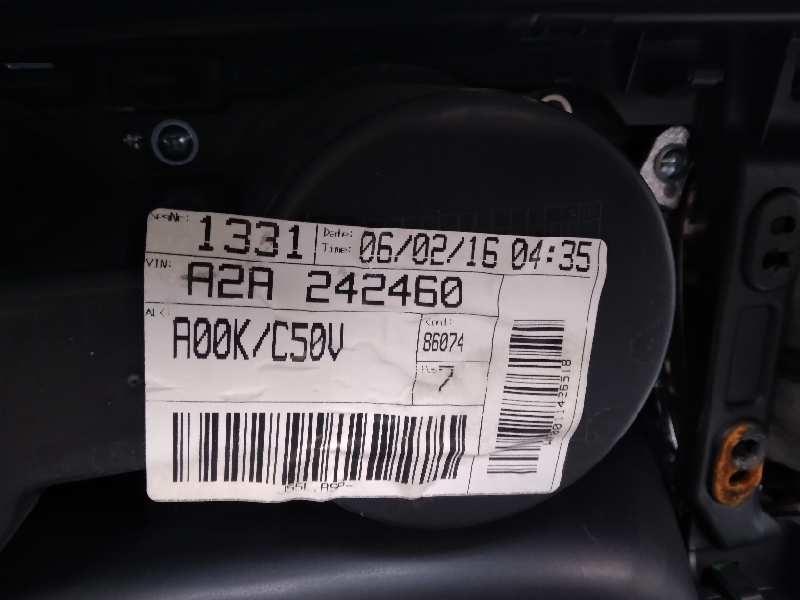 1331 Date: 06/02/16 04:35
Time:
VIN: A2A 242460
A00K/C50V
86074
7